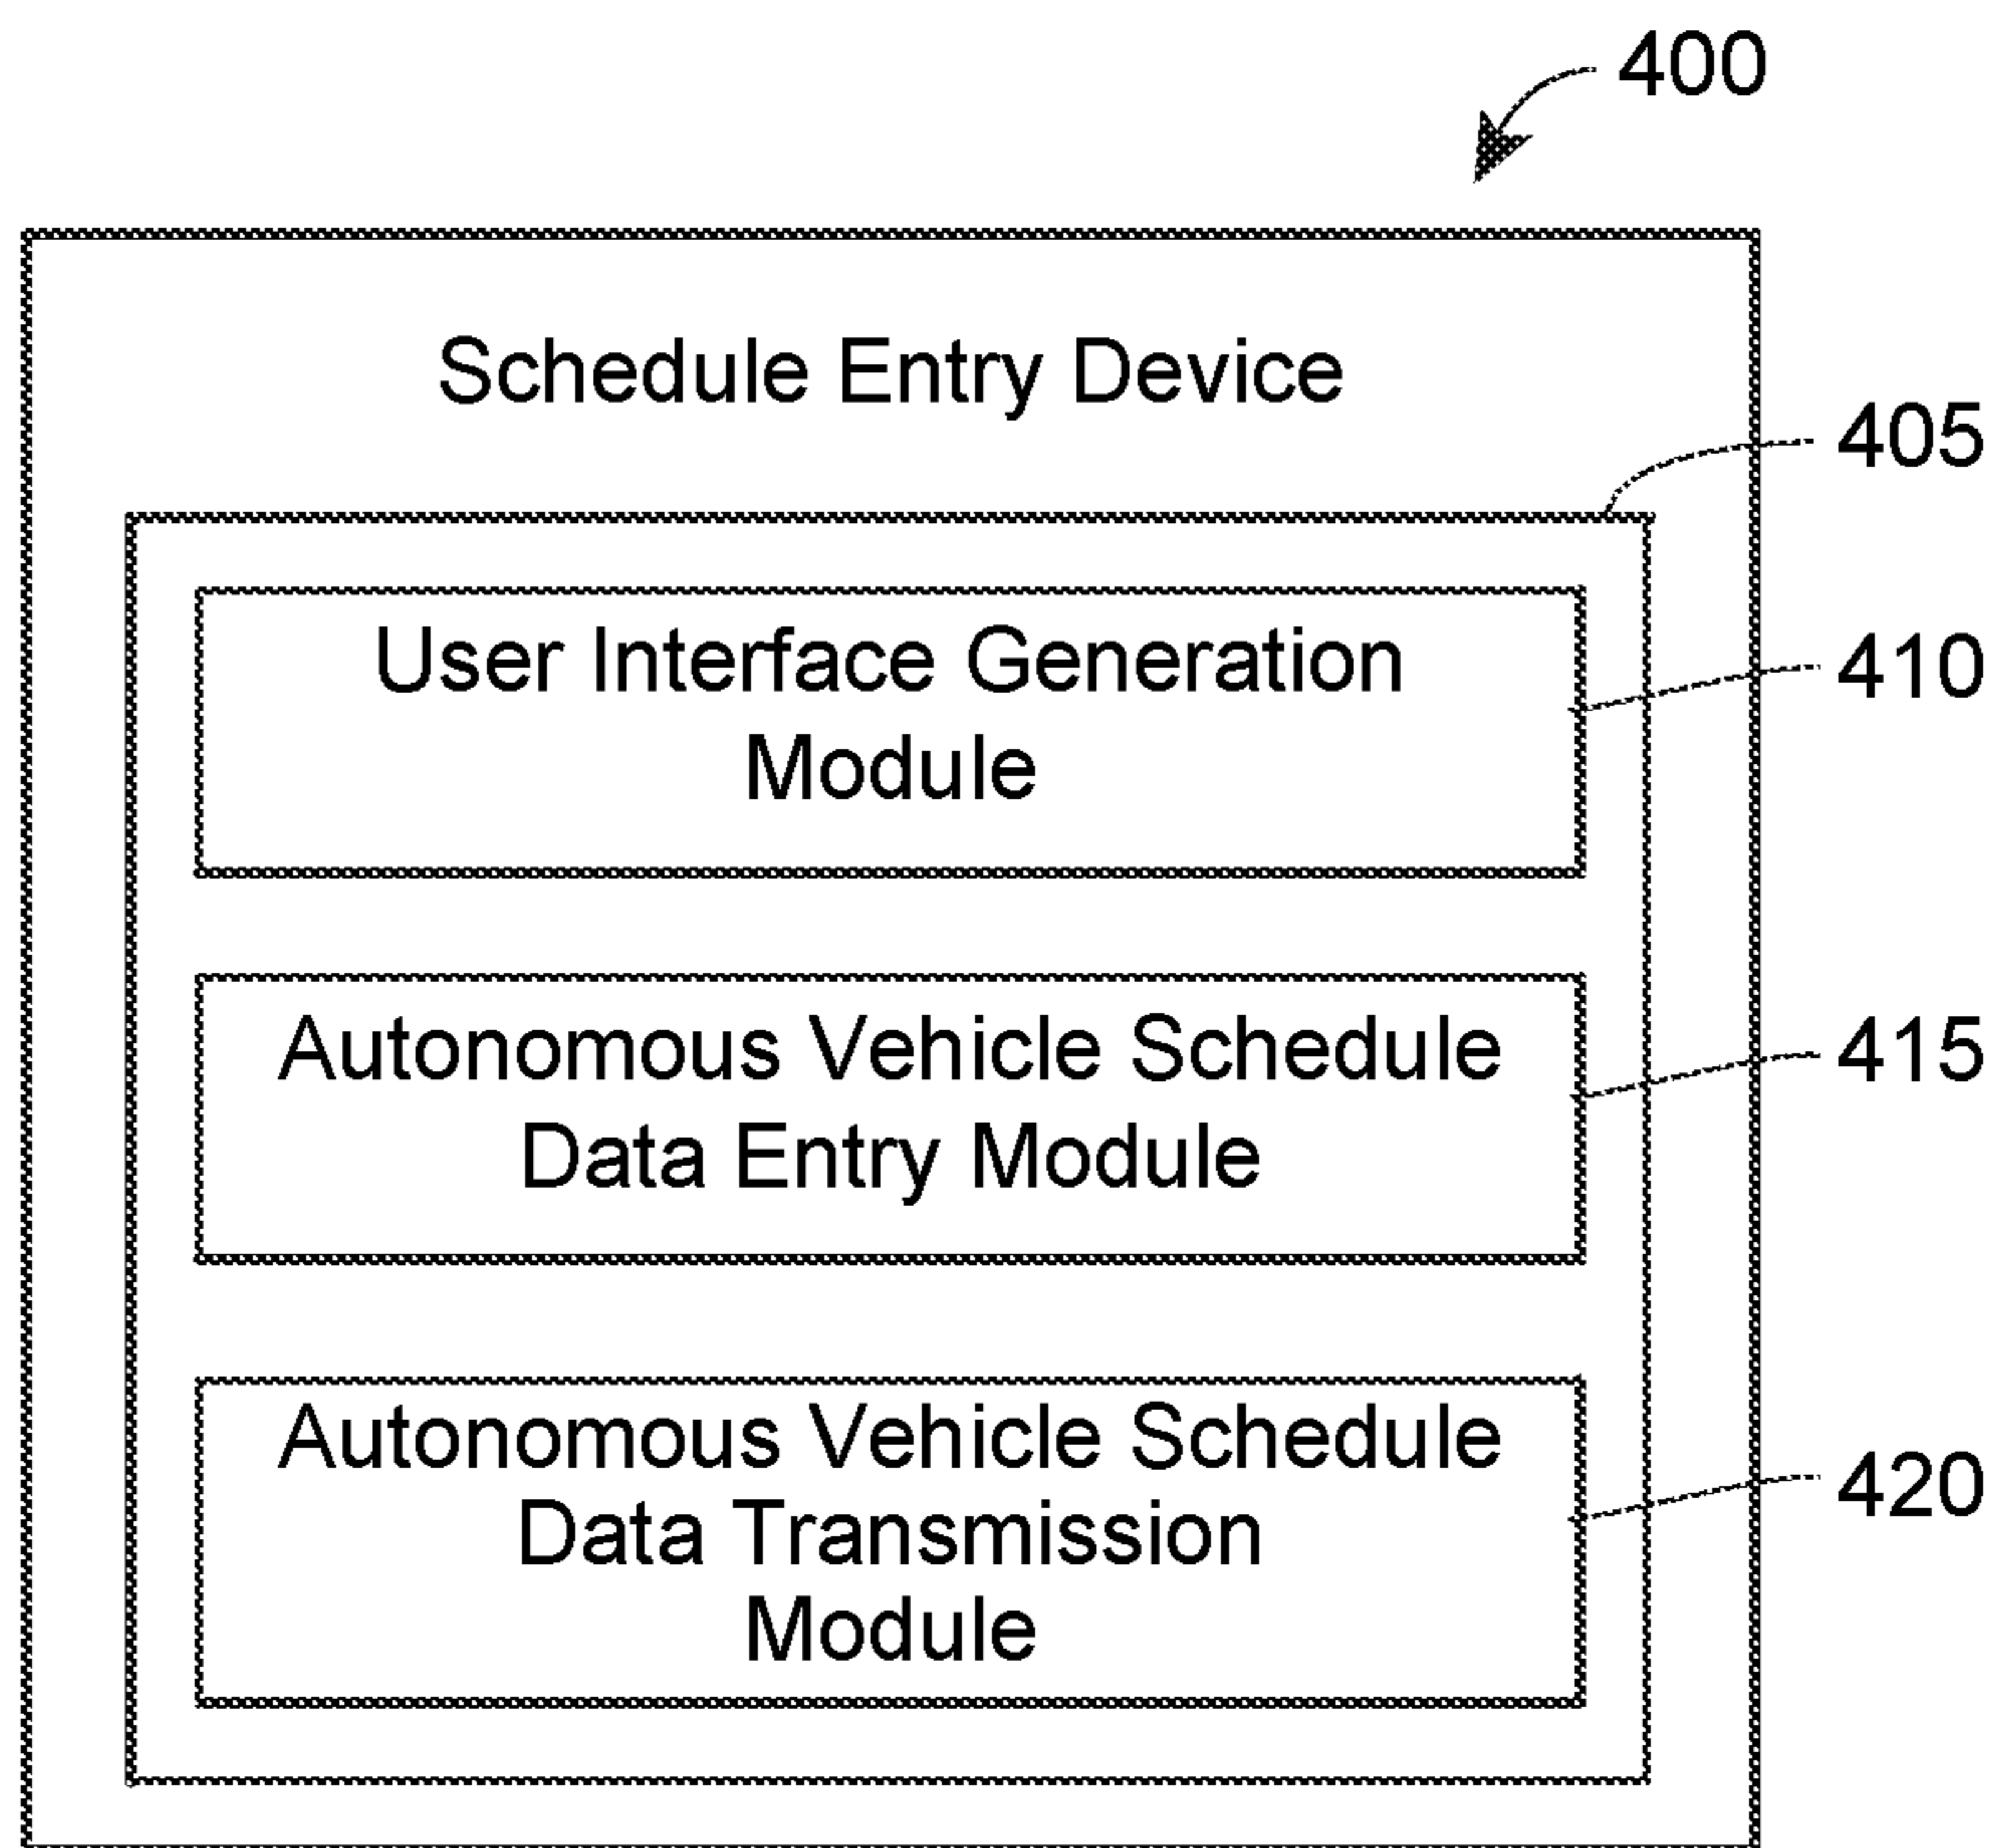 400
Schedule Entry Device
405
User Interface Generation
Module
410
Autonomous Vehicle Schedule
Data Entry Module
415
Autonomous Vehicle Schedule
Data Transmission
Module
420